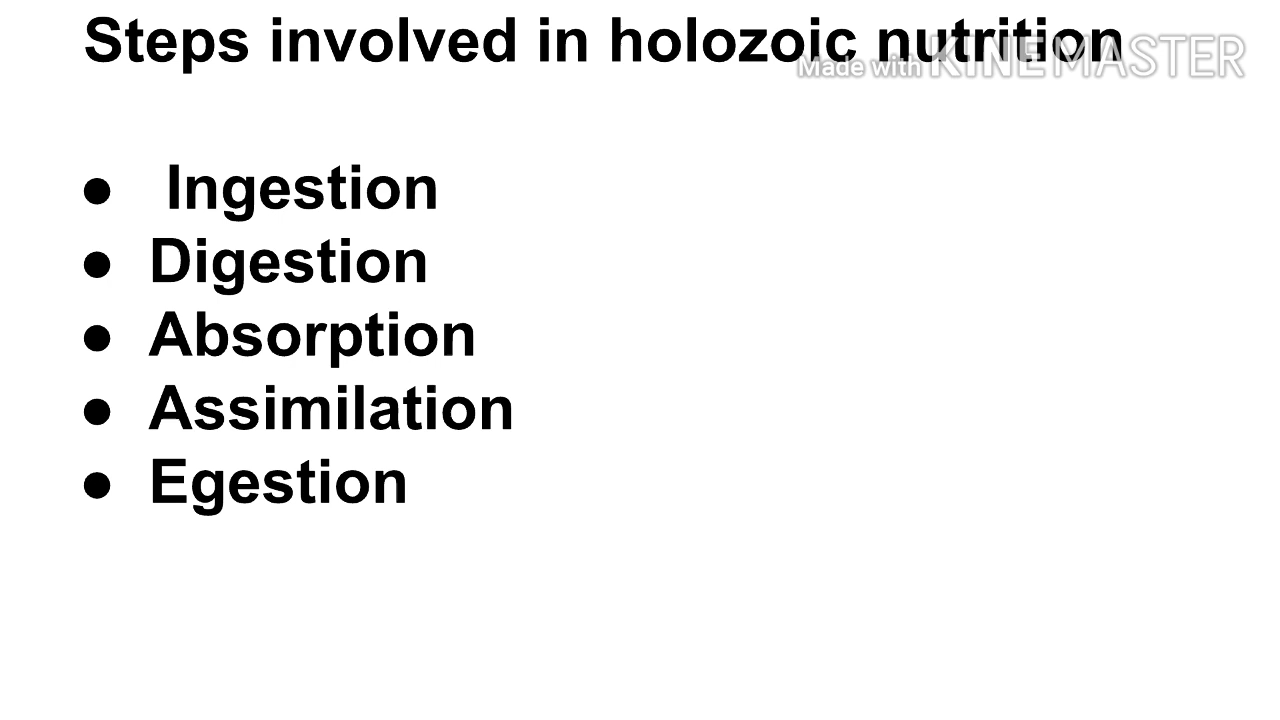 Steps involved in holozoic nutrition
Made with KINEMASTER
● Ingestion
● Digestion
● Absorption
● Assimilation
● Egestion